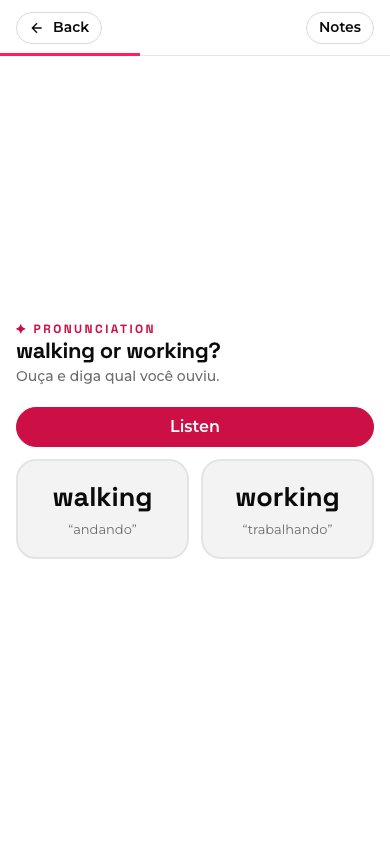 Back
Notes
PRONUNCIATION
walking or working?
Ouça e diga qual você ouviu.
Listen
walking
working
“andando”
“trabalhando”